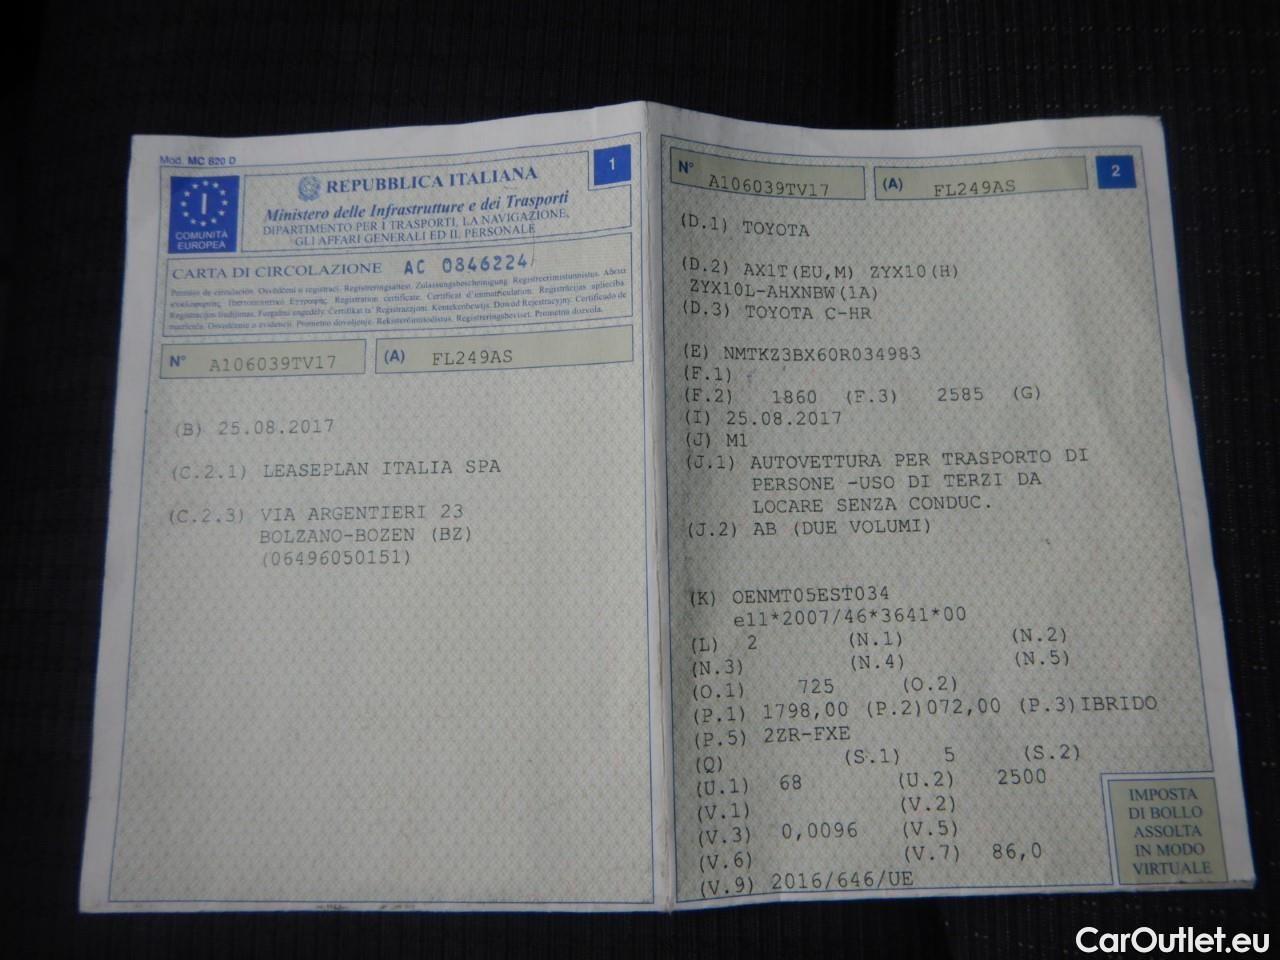 Mod. MC 820 D
1
REPUBBLICA ITALIANA
Ministero delle Infrastrutture e dei Trasporti
DIPARTIMENTO PER I TRASPORTI, LA NAVIGAZIONE,
GLI AFFARI GENERALI ED IL PERSONALE
I
COMUNITÀ
EUROPEA
CARTA DI CIRCOLAZIONE AC 0846224
N° A106039TV17 (A) FL249AS
(B) 25.08.2017
(C.2.1) LEASEPLAN ITALIA SPA
(C.2.3) VIA ARGENTIERI 23
BOLZANO-BOZEN (BZ)
(06496050151)
N° A106039TV17 (A) FL249AS 2
(D.1) TOYOTA
(D.2) AX1T(EU,M) ZYX10(H)
ZYX10L-AHXNBW(1A)
(D.3) TOYOTA C-HR
(E) NMTKZ3BX60R034983
(F.1)
(F.2) 1860 (F.3) 2585 (G)
(I) 25.08.2017
(J) M1
(J.1) AUTOVETTURA PER TRASPORTO DI
PERSONE -USO DI TERZI DA
LOCARE SENZA CONDUC.
(J.2) AB (DUE VOLUMI)
(K) OENMT05EST034
e11*2007/46*3641*00
(L) 2 (N.1) (N.2)
(N.3) (N.4) (N.5)
(O.1) 725 (O.2)
(P.1) 1798,00 (P.2)072,00 (P.3)IBRIDO
(P.5) 2ZR-FXE
(Q) (S.1) 5 (S.2)
(U.1) 68 (U.2) 2500
(V.1) (V.2)
(V.3) 0,0096 (V.5)
(V.6) (V.7) 86,0
(V.9) 2016/646/UE
IMPOSTA
DI BOLLO
ASSOLTA
IN MODO
VIRTUALE
CarOutlet.eu